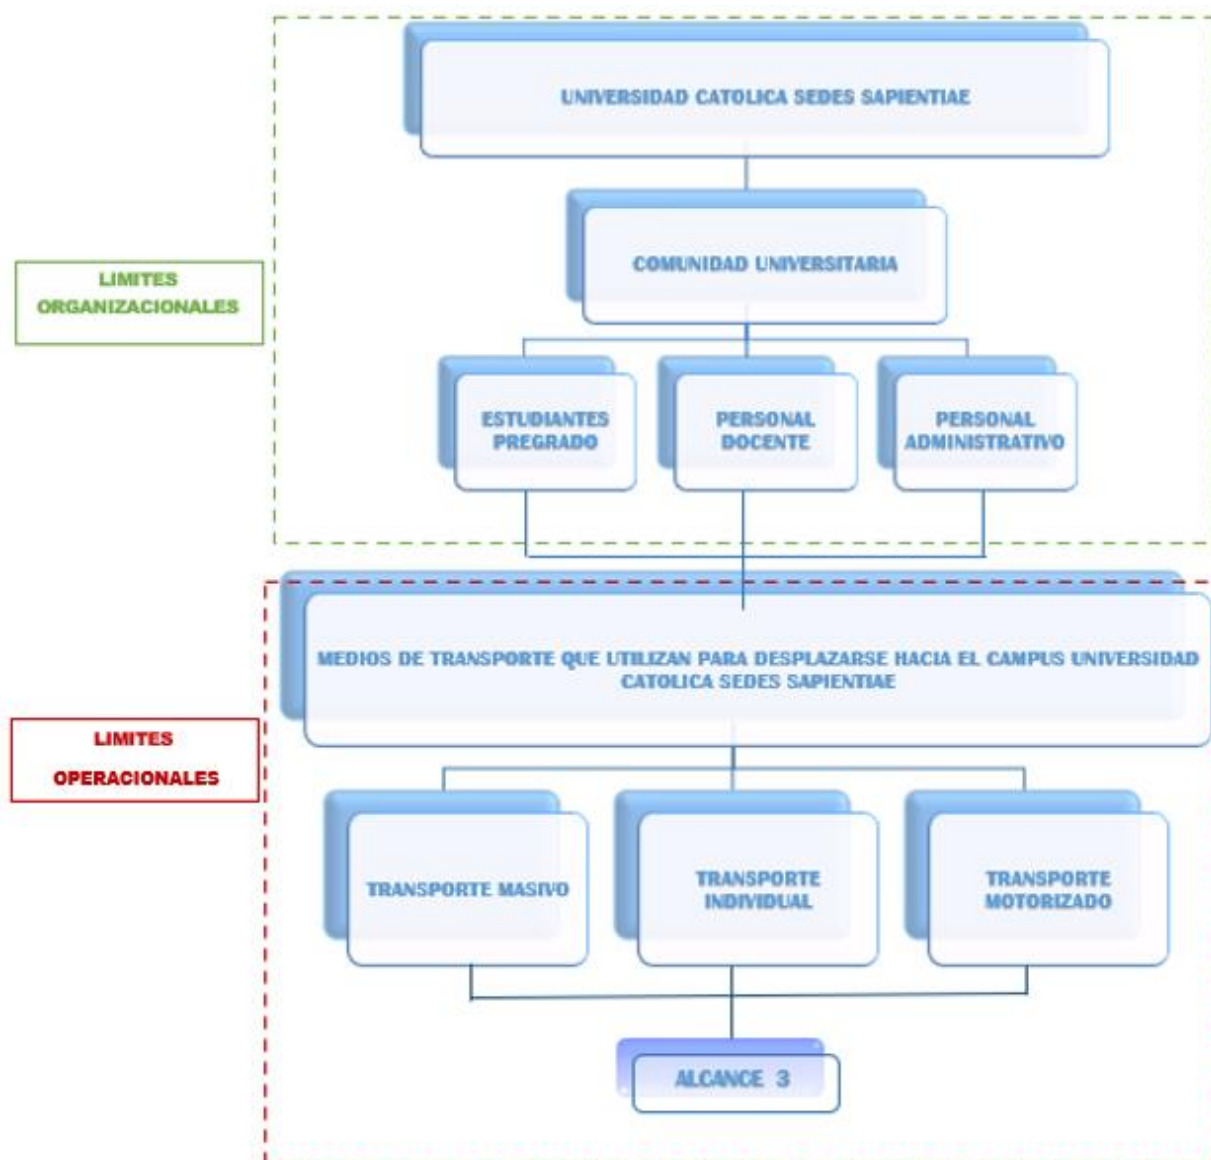 UNIVERSIDAD CATOLICA SEDES SAPIENTIAE
COMUNIDAD UNIVERSITARIA
LIMITES
ORGANIZACIONALES
ESTUDIANTES
PREGRADO
PERSONAL
DOCENTE
PERSONAL
ADMINISTRATIVO
MEDIOS DE TRANSPORTE QUE UTILIZAN PARA DESPLAZARSE HACIA EL CAMPUS UNIVERSIDAD
CATOLICA SEDES SAPIENTIAE
LIMITES
OPERACIONALES
TRANSPORTE MASIVO
TRANSPORTE
INDIVIDUAL
TRANSPORTE
MOTORIZADO
ALCANCE 3